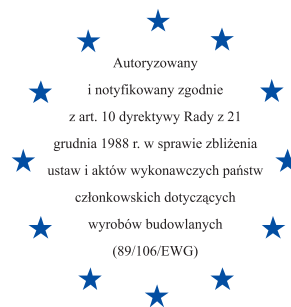 Autoryzowany
i notyfikowany zgodnie
z art. 10 dyrektywy Rady z 21
grudnia 1988 r. w sprawie zbliżenia
ustaw i aktów wykonawczych państw
członkowskich dotyczących
wyrobów budowlanych
(89/106/EWG)